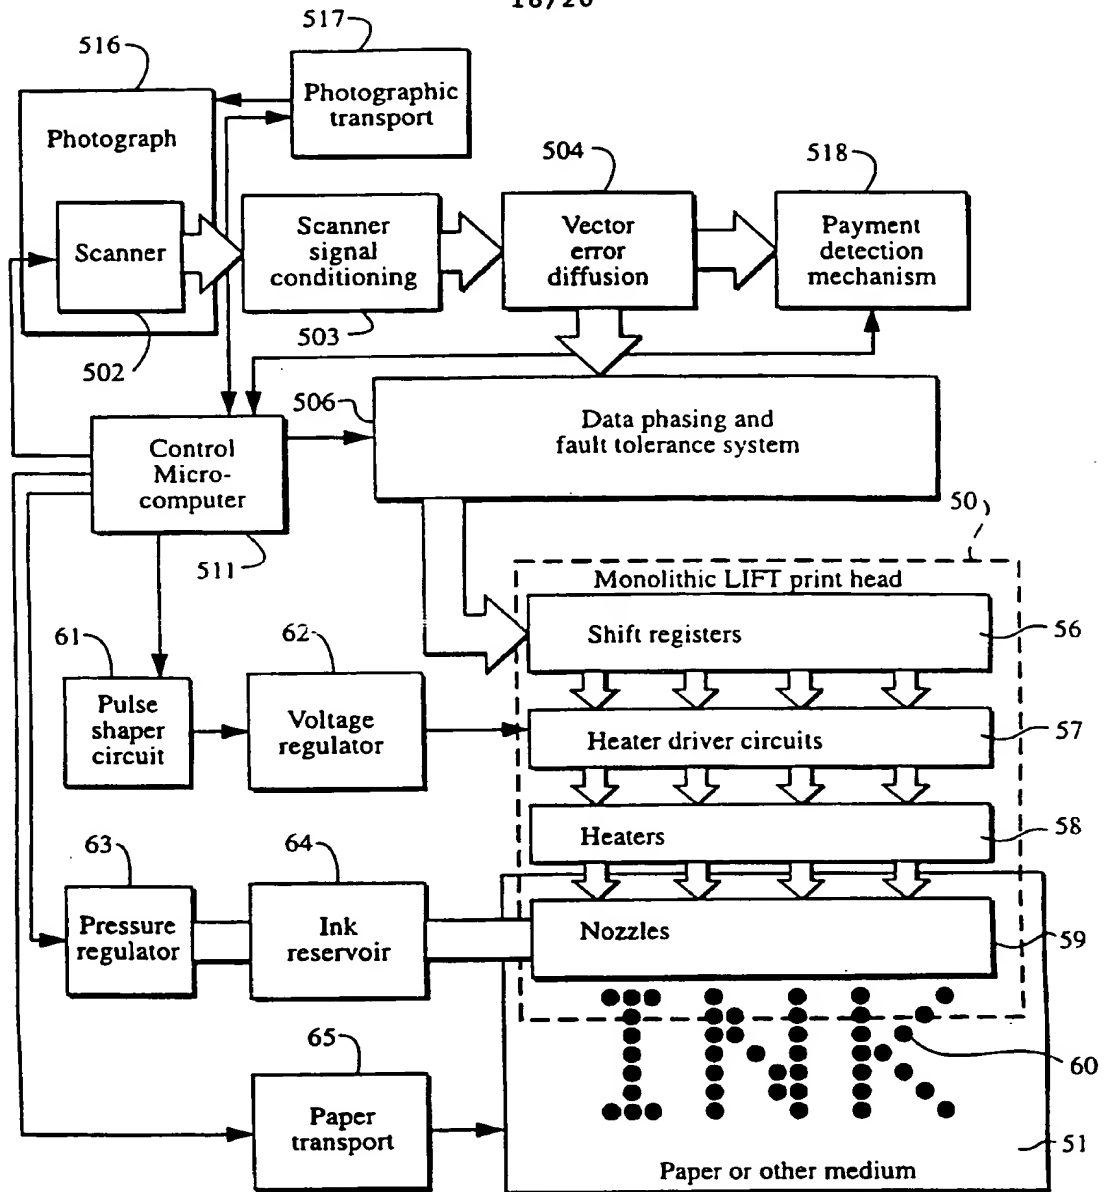 517
516
Photographic
transport
Photograph
504
518
Scanner
Scanner
signal
conditioning
Vector
error
diffusion
Payment
detection
mechanism
503
502
506
Data phasing and
fault tolerance system
Control
Micro-
computer
511
50
Monolithic LIFT print head
61
62
Shift registers
56
Pulse
shaper
circuit
Voltage
regulator
Heater driver circuits
57
63
64
Heaters
58
Pressure
regulator
Ink
reservoir
Nozzles
59
INK
60
65
Paper
transport
51
Paper or other medium